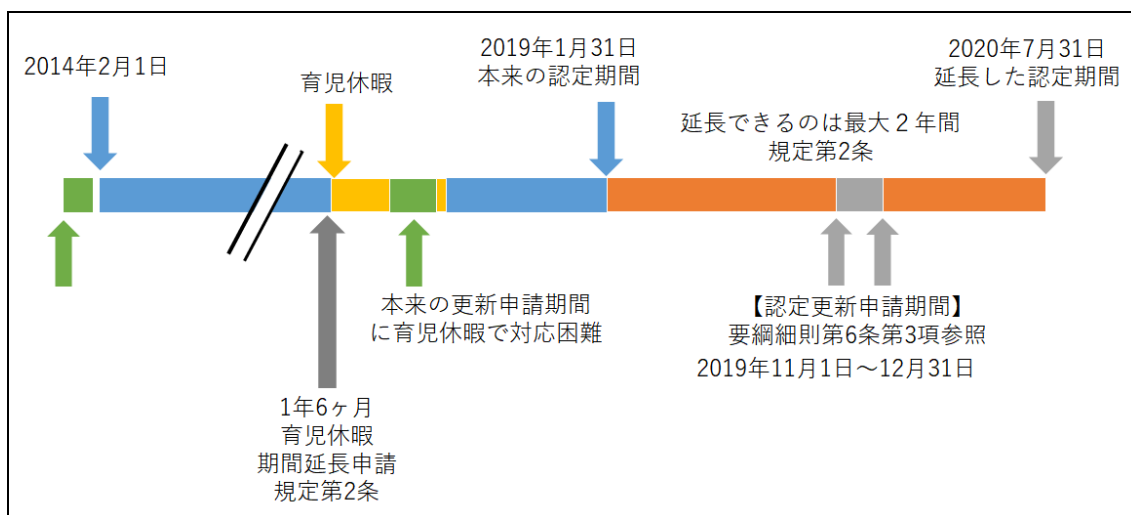 2014年2月1日
育児休暇
2019年1月31日
本来の認定期間
延長できるのは最大２年間
規定第2条
2020年7月31日
延長した認定期間
本来の更新申請期間
に育児休暇で対応困難
1年6ヶ月
育児休暇
期間延長申請
規定第2条
【認定更新申請期間】
要綱細則第6条第3項参照
2019年11月1日～12月31日